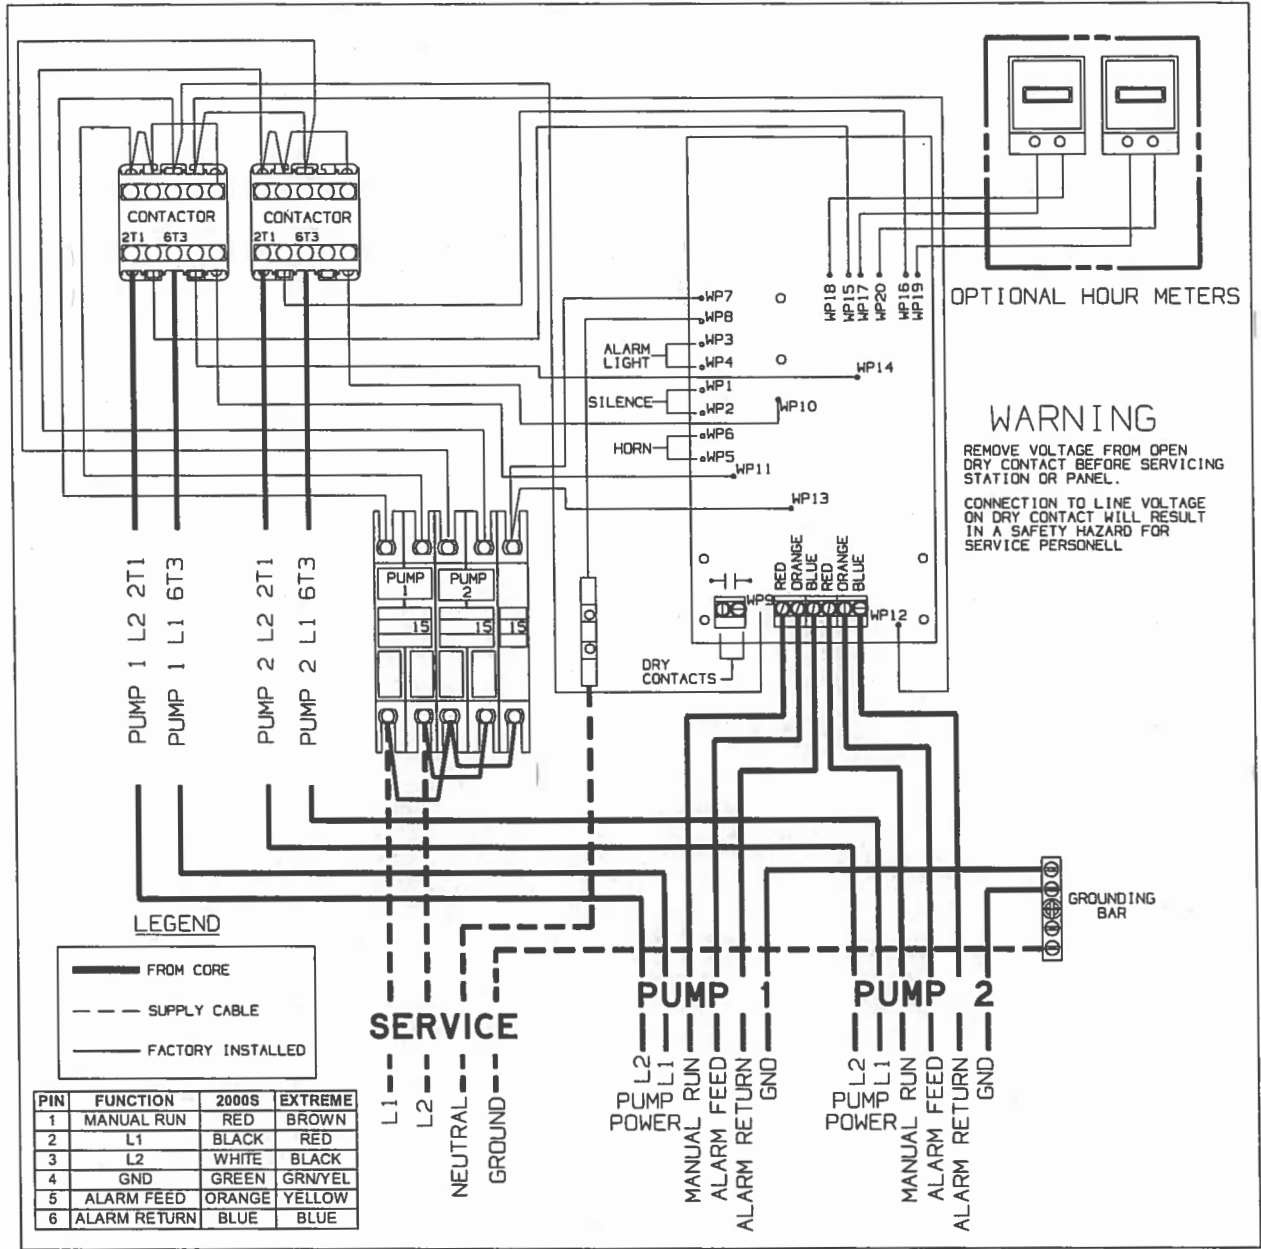 CONTACTOR
2T1 6T3
CONTACTOR
2T1 6T3
OPTIONAL HOUR METERS
WP18
WP15
WP17
WP20
WP16
WP19
WP7
WP8
WP3
ALARM
LIGHT
WP4
WP14
WP1
SILENCE
WP2
WP10
WP6
HORN
WP5
WP11
WP13
WARNING
REMOVE VOLTAGE FROM OPEN
DRY CONTACT BEFORE SERVICING
STATION OR PANEL.
CONNECTION TO LINE VOLTAGE
ON DRY CONTACT WILL RESULT
IN A SAFETY HAZARD FOR
SERVICE PERSONELL
RED
ORANGE
BLUE
RED
ORANGE
BLUE
WP9
WP12
DRY
CONTACTS
PUMP
1
PUMP
2
15
15
15
PUMP 1 L2 2T1
PUMP 1 L1 6T3
PUMP 2 L2 2T1
PUMP 2 L1 6T3
GROUNDING
BAR
LEGEND
FROM CORE
SUPPLY CABLE
FACTORY INSTALLED
SERVICE
L1
L2
NEUTRAL
GROUND
PUMP 1
L2
L1
PUMP
POWER
MANUAL RUN
ALARM FEED
ALARM RETURN
GND
PUMP 2
L2
L1
PUMP
POWER
MANUAL RUN
ALARM FEED
ALARM RETURN
GND
PIN FUNCTION 2000S EXTREME
1 MANUAL RUN RED BROWN
2 L1 BLACK RED
3 L2 WHITE BLACK
4 GND GREEN GRN/YEL
5 ALARM FEED ORANGE YELLOW
6 ALARM RETURN BLUE BLUE